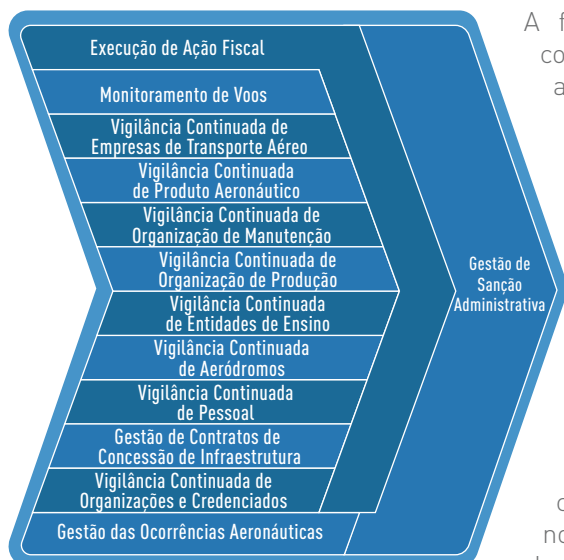 A f
co
a
Execução de Ação Fiscal
Monitoramento de Voos
Vigilância Continuada de
Empresas de Transporte Aéreo
Vigilância Continuada
de Produto Aeronáutico
Vigilância Continuada de
Organização de Manutenção
Vigilância Continuada de
Organização de Produção
Vigilância Continuada
de Entidades de Ensino
Vigilância Continuada
de Aeródromos
Vigilância Continuada
de Pessoal
Gestão de Contratos de
Concessão de Infraestrutura
Vigilância Continuada de
Organizações e Credenciados
Gestão das Ocorrências Aeronáuticas
Gestão de
Sanção
Administrativa
no